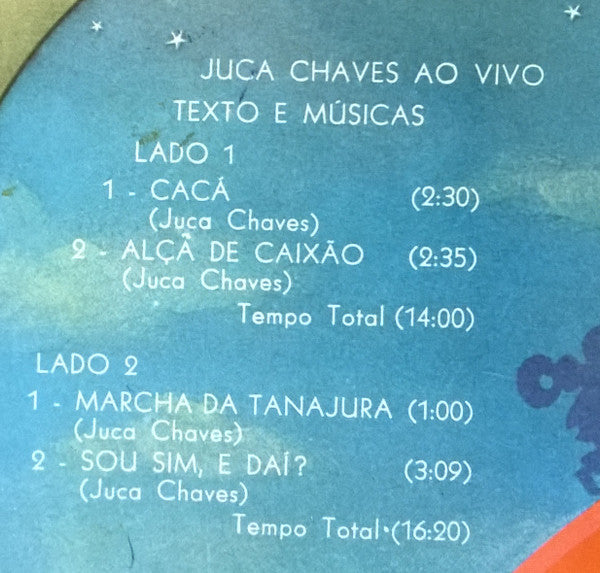 JUCA CHAVES AO VIVO
TEXTO E MÚSICAS
LADO 1
1 - CACÁ (2:30)
(Juca Chaves)
2 - ALÇÃ DE CAIXÃO (2:35)
(Juca Chaves)
Tempo Total (14:00)
LADO 2
1 - MARCHA DA TANAJURA (1:00)
(Juca Chaves)
2 - SOU SIM, E DAÍ? (3:09)
(Juca Chaves)
Tempo Total (16:20)